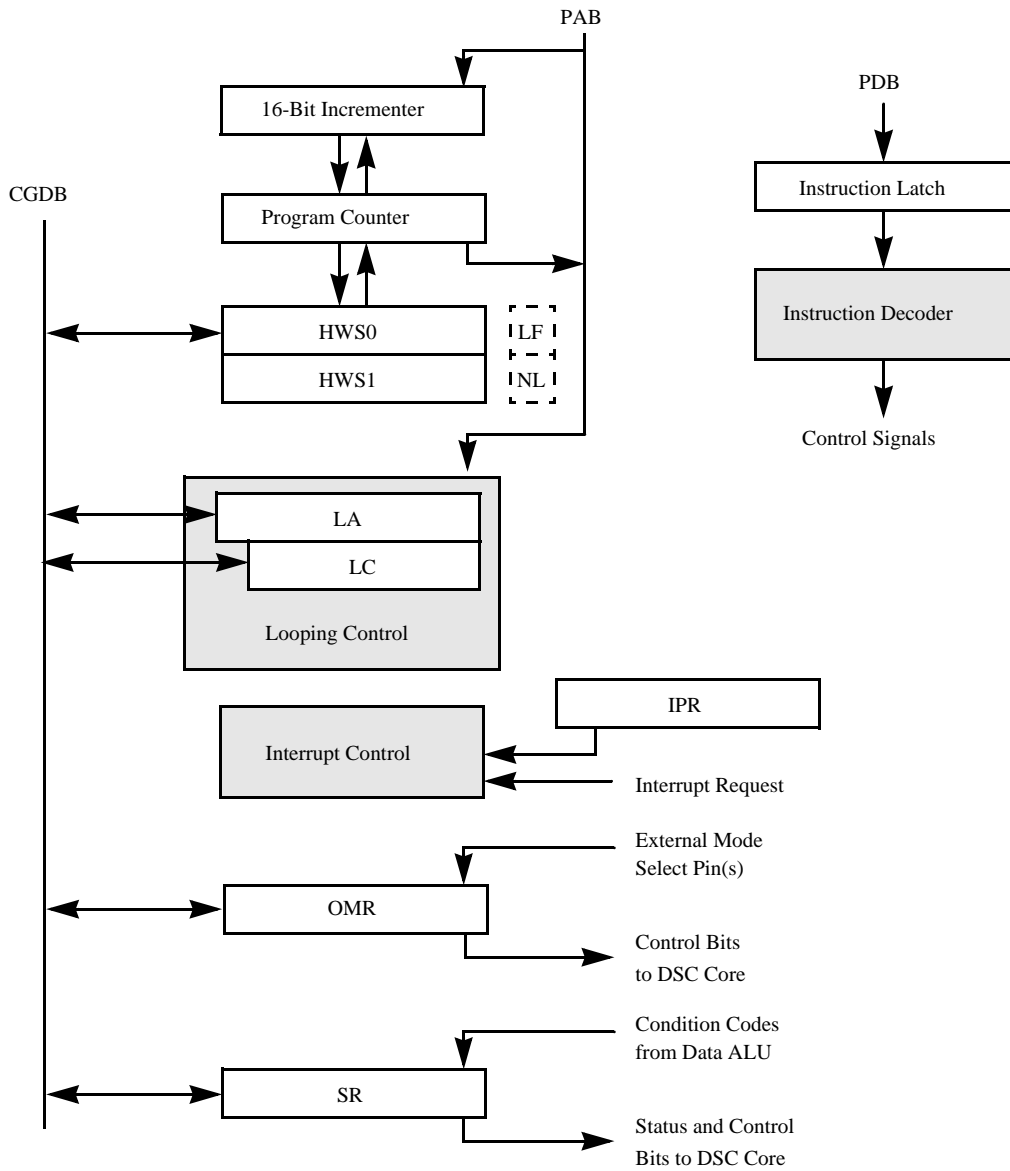 PAB
16-Bit Incrementer
PDB
CGDB
Instruction Latch
Program Counter
Instruction Decoder
HWS0
LF
HWS1
NL
Control Signals
LA
LC
Looping Control
IPR
Interrupt Control
Interrupt Request
External Mode
Select Pin(s)
OMR
Control Bits
to DSC Core
Condition Codes
from Data ALU
SR
Status and Control
Bits to DSC Core